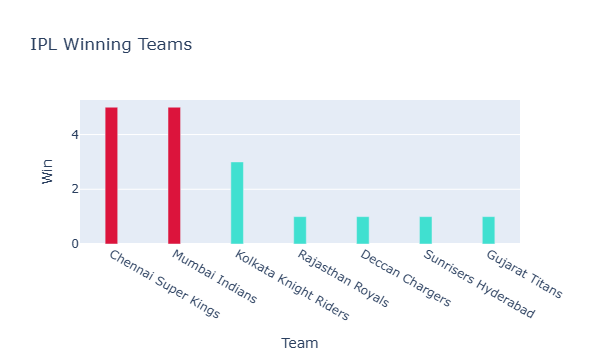 IPL Winning Teams
Win
4
2
0
Chennai Super Kings
Mumbai Indians
Kolkata Knight Riders
Rajasthan Royals
Deccan Chargers
Sunrisers Hyderabad
Gujarat Titans
Team